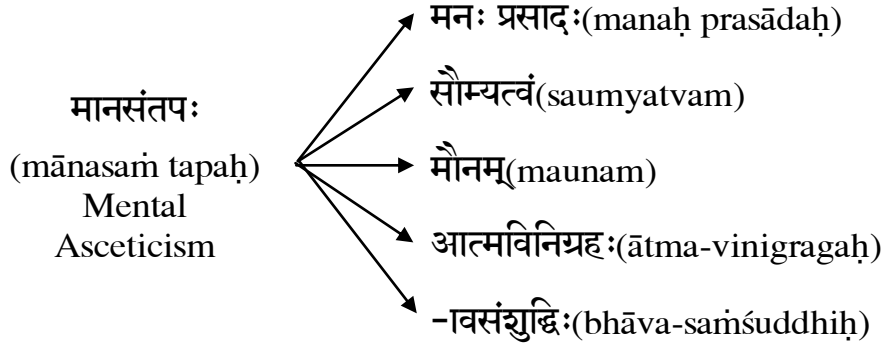 मनः प्रसादः(manaḥ prasādaḥ)
सौम्यत्वं(saumyatvam)
मानसंतपः
(mānasaṁ tapaḥ)
Mental
Asceticism
मौनम्(maunam)
आत्मविनिग्रहः(ātma-vinigragaḥ)
-ावसंशुद्धिः(bhāva-saṁśuddhiḥ)